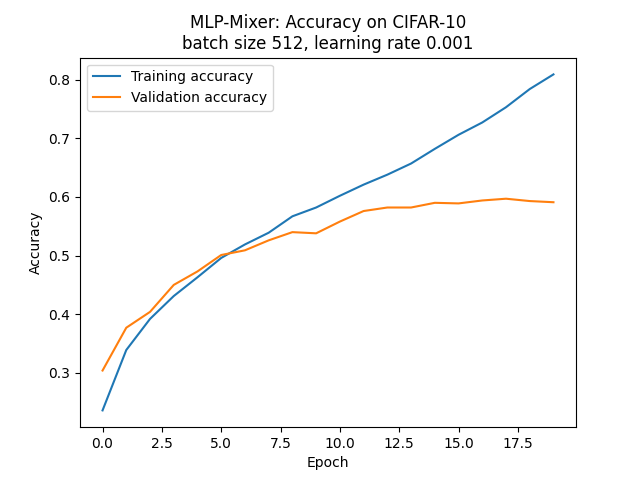 MLP-Mixer: Accuracy on CIFAR-10
batch size 512, learning rate 0.001
Training accuracy
Validation accuracy
0.8
0.7
0.6
0.5
0.4
0.3
Accuracy
0.0 2.5 5.0 7.5 10.0 12.5 15.0 17.5
Epoch